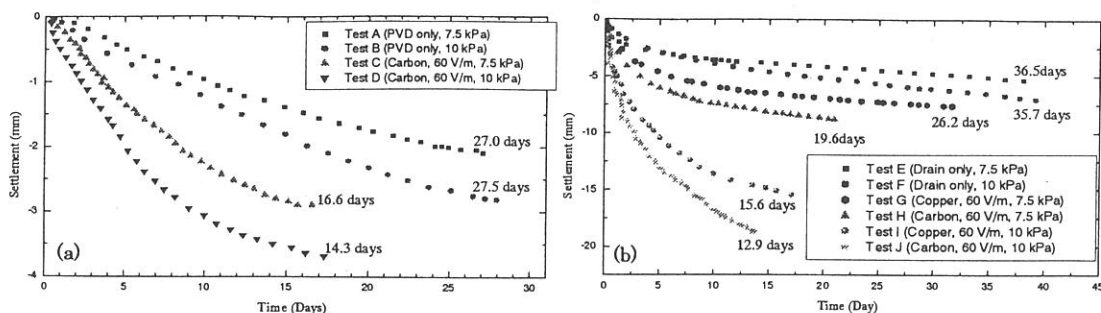 0
-1
-2
-3
-4
Settlement (mm)
Test A (PVD only, 7.5 kPa)
Test B (PVD only, 10 kPa)
Test C (Carbon, 60 V/m, 7.5 kPa)
Test D (Carbon, 60 V/m, 10 kPa)
27.0 days
27.5 days
16.6 days
14.3 days
(a)
0 5 10 15 20 25 30
Time (Days)
0
-5
-10
-15
-20
Settlement (mm)
36.5days
35.7 days
26.2 days
19.6days
15.6 days
12.9 days
Test E (Drain only, 7.5 kPa)
Test F (Drain only, 10 kPa)
Test G (Copper, 60 V/m, 7.5 kPa)
Test H (Carbon, 60 V/m, 7.5 kPa)
Test I (Copper, 60 V/m, 10 kPa)
Test J (Carbon, 60 V/m, 10 kPa)
(b)
0 5 10 15 20 25 30 35 40 45
Time (Day)